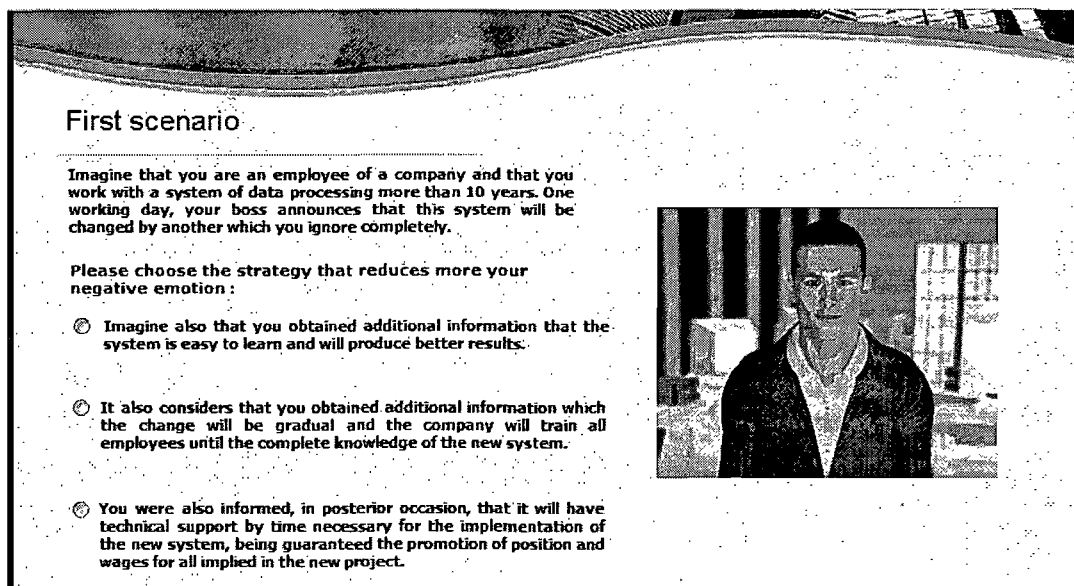 First scenario
Imagine that you are an employee of a company and that you
work with a system of data processing more than 10 years. One
working day, your boss announces that this system will be
changed by another which you ignore completely.
Please choose the strategy that reduces more your
negative emotion :
Imagine also that you obtained additional information that the
system is easy to learn and will produce better results.
It also considers that you obtained additional information which
the change will be gradual and the company will train all
employees until the complete knowledge of the new system.
You were also informed, in posterior occasion, that it will have
technical support by time necessary for the implementation of
the new system, being guaranteed the promotion of position and
wages for all implied in the new project.